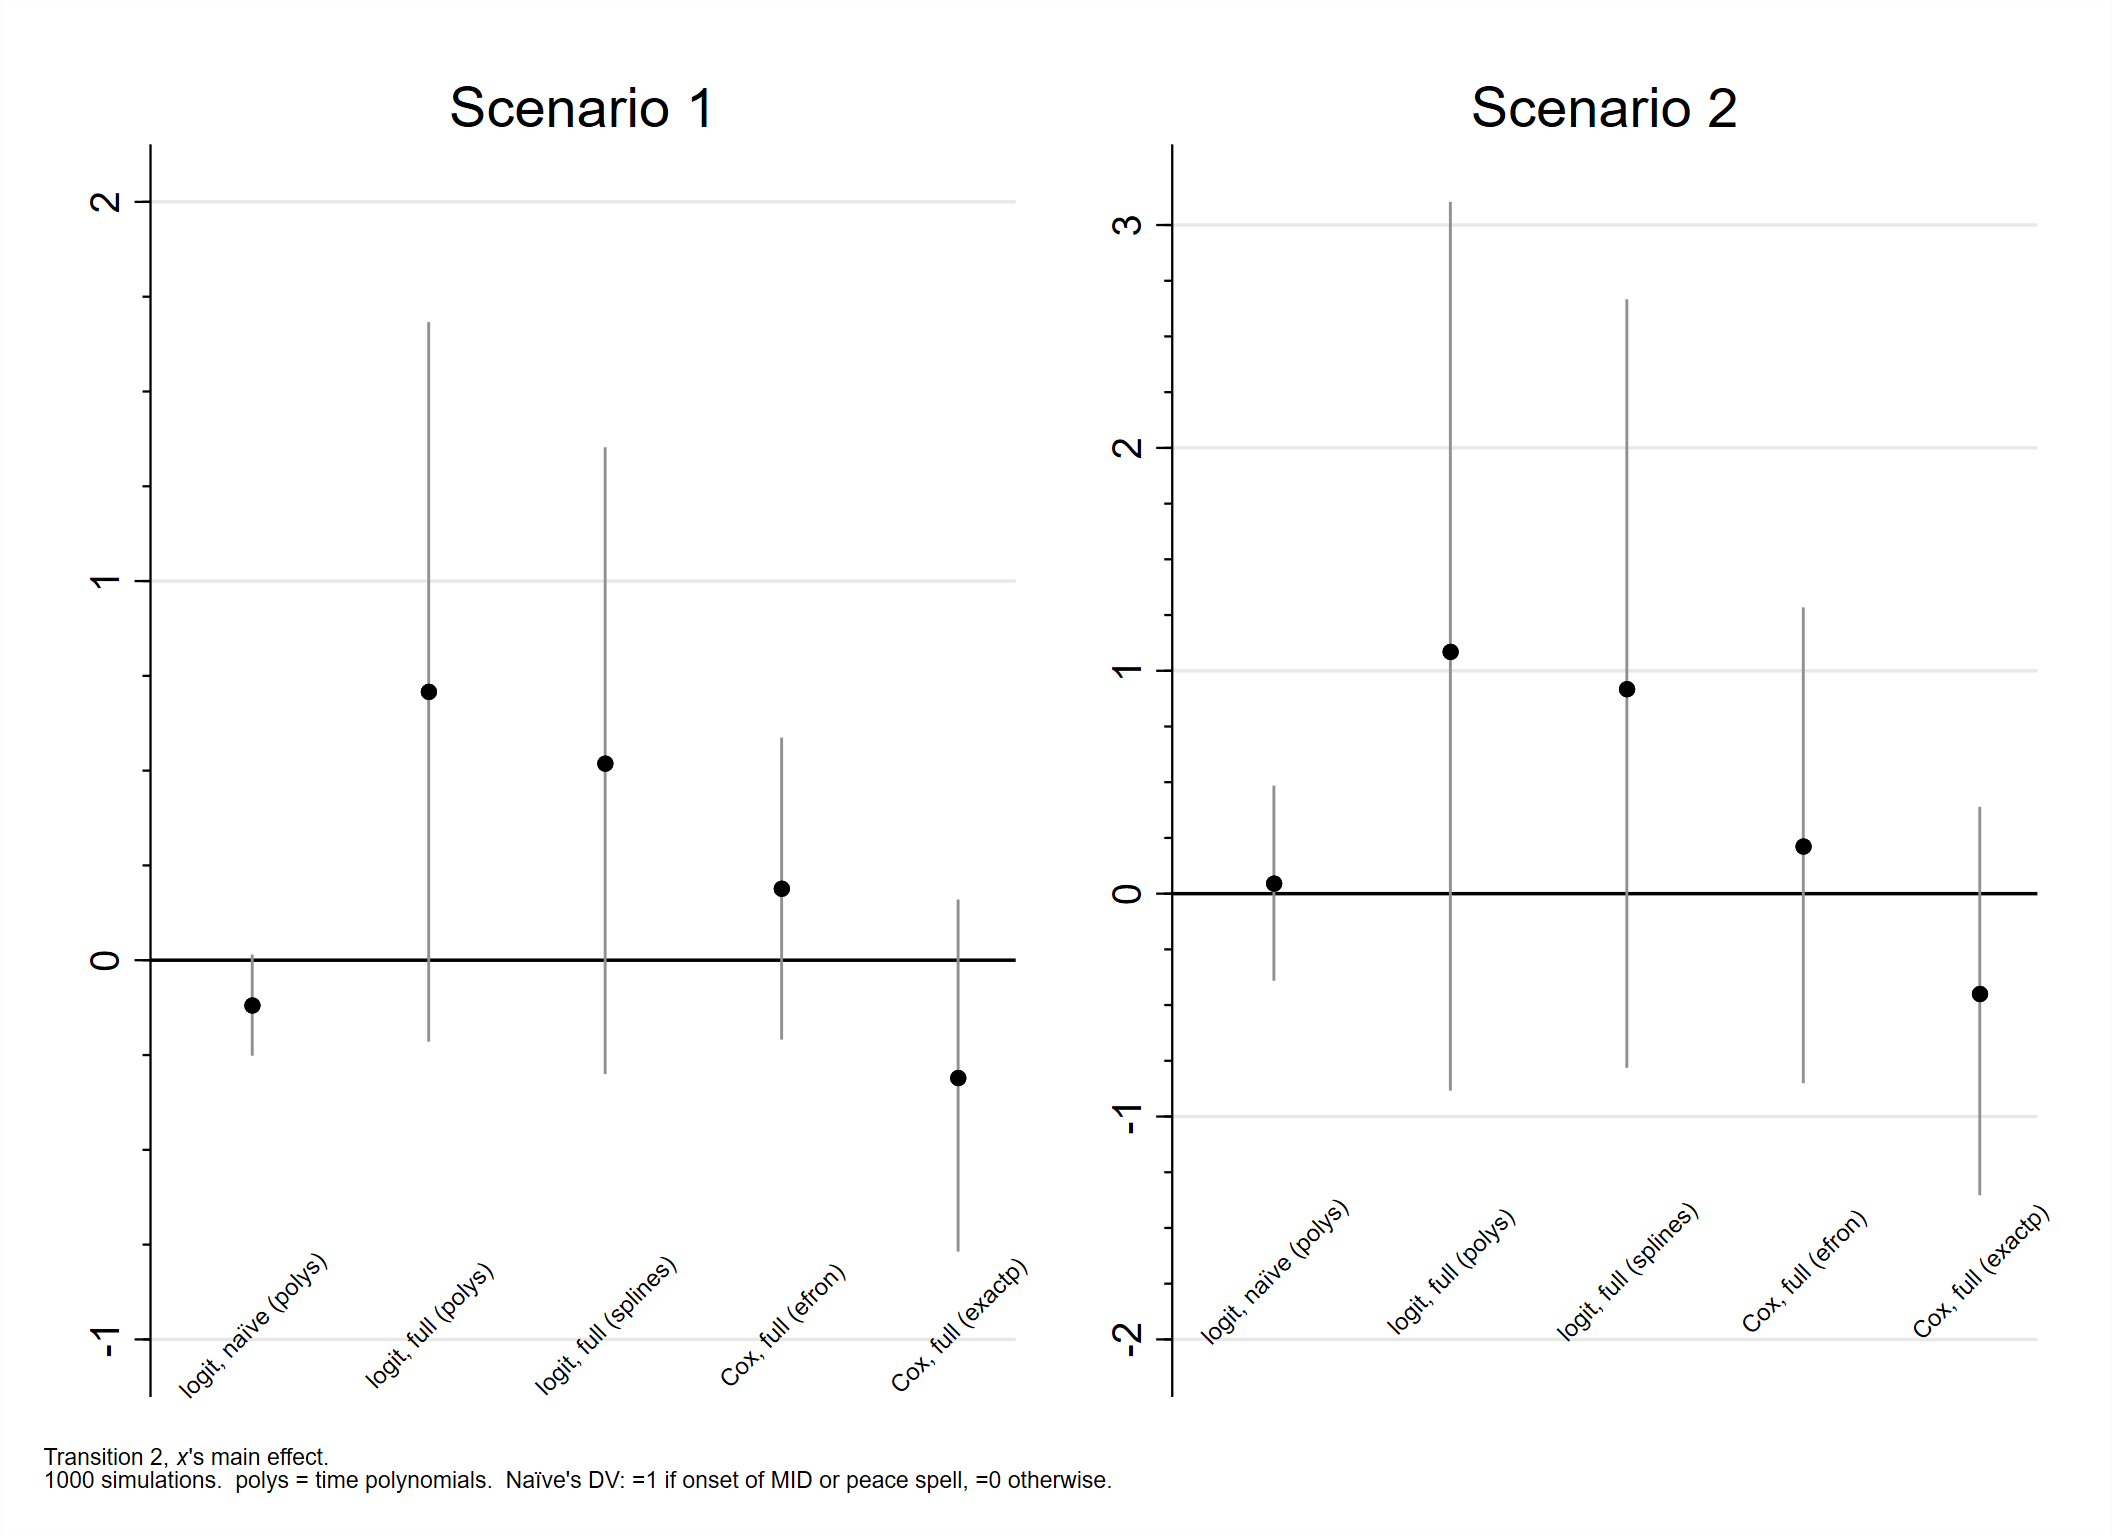 Scenario 1
2
1
0
-1
logit, naïve (polys)
logit, full (polys)
logit, full (splines)
Cox, full (efron)
Cox, full (exactp)
Scenario 2
3
2
1
0
-1
-2
logit, naïve (polys)
logit, full (polys)
logit, full (splines)
Cox, full (efron)
Cox, full (exactp)
Transition 2, x's main effect.
1000 simulations.  polys = time polynomials.  Naïve's DV: =1 if onset of MID or peace spell, =0 otherwise.